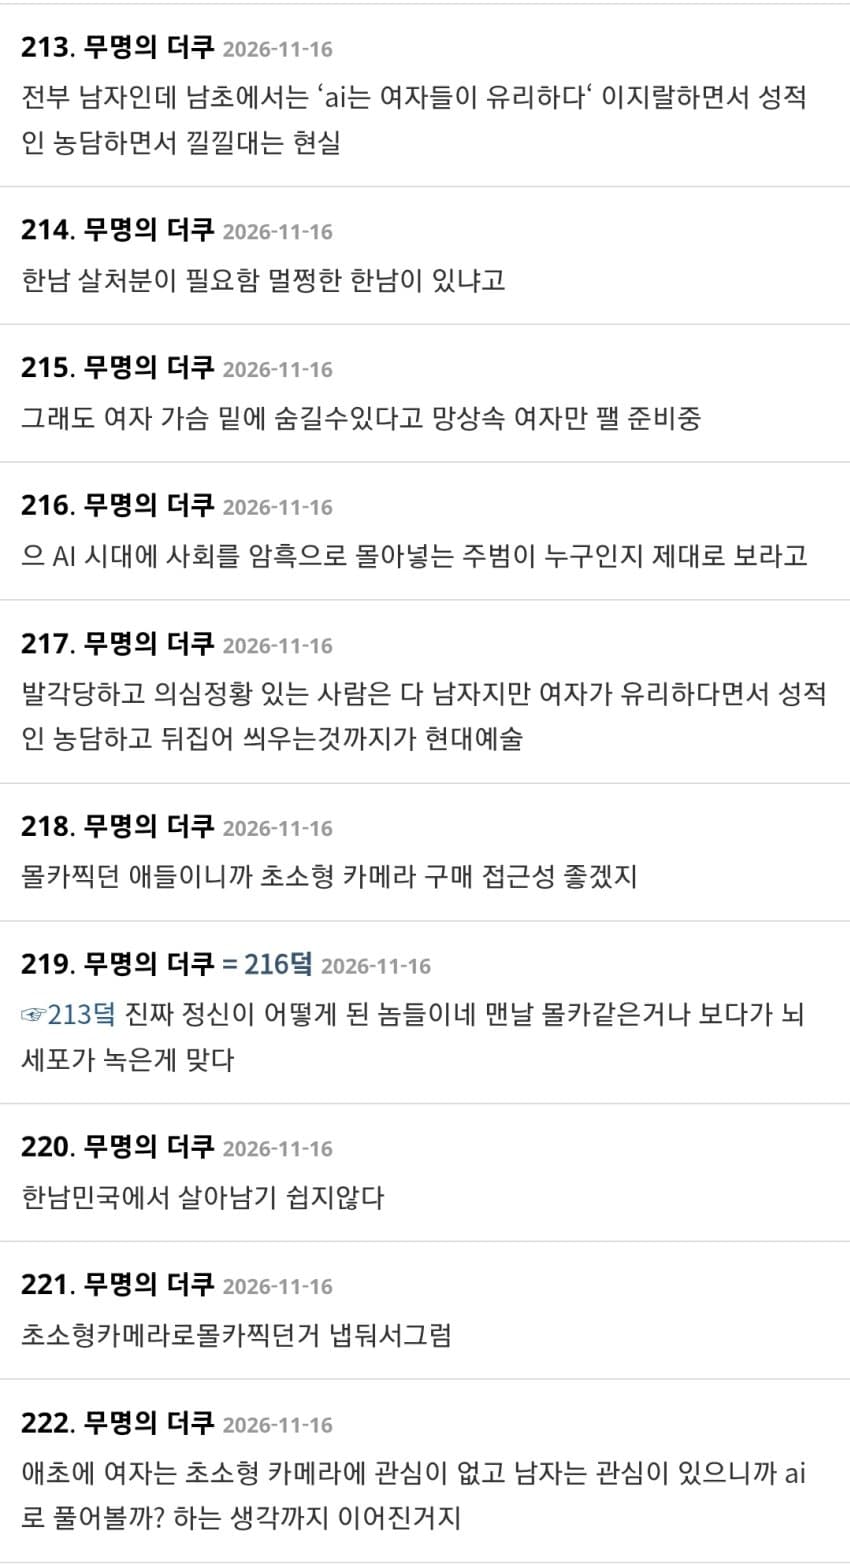 213. 무명의 더쿠 2026-11-16
전부 남자인데 남초에서는 ‘ai는 여자들이 유리하다‘ 이지랄하면서 성적
인 농담하면서 낄낄대는 현실
214. 무명의 더쿠 2026-11-16
한남 살처분이 필요함 멀쩡한 한남이 있냐고
215. 무명의 더쿠 2026-11-16
그래도 여자 가슴 밑에 숨길수있다고 망상속 여자만 팰 준비중
216. 무명의 더쿠 2026-11-16
으 AI 시대에 사회를 암흑으로 몰아넣는 주범이 누구인지 제대로 보라고
217. 무명의 더쿠 2026-11-16
발각당하고 의심정황 있는 사람은 다 남자지만 여자가 유리하다면서 성적
인 농담하고 뒤집어 씌우는것까지가 현대예술
218. 무명의 더쿠 2026-11-16
몰카찍던 애들이니까 초소형 카메라 구매 접근성 좋겠지
219. 무명의 더쿠 = 216덬 2026-11-16
☞213덬 진짜 정신이 어떻게 된 놈들이네 맨날 몰카같은거나 보다가 뇌
세포가 녹은게 맞다
220. 무명의 더쿠 2026-11-16
한남민국에서 살아남기 쉽지않다
221. 무명의 더쿠 2026-11-16
초소형카메라로몰카찍던거 냅둬서그럼
222. 무명의 더쿠 2026-11-16
애초에 여자는 초소형 카메라에 관심이 없고 남자는 관심이 있으니까 ai
로 풀어볼까? 하는 생각까지 이어진거지